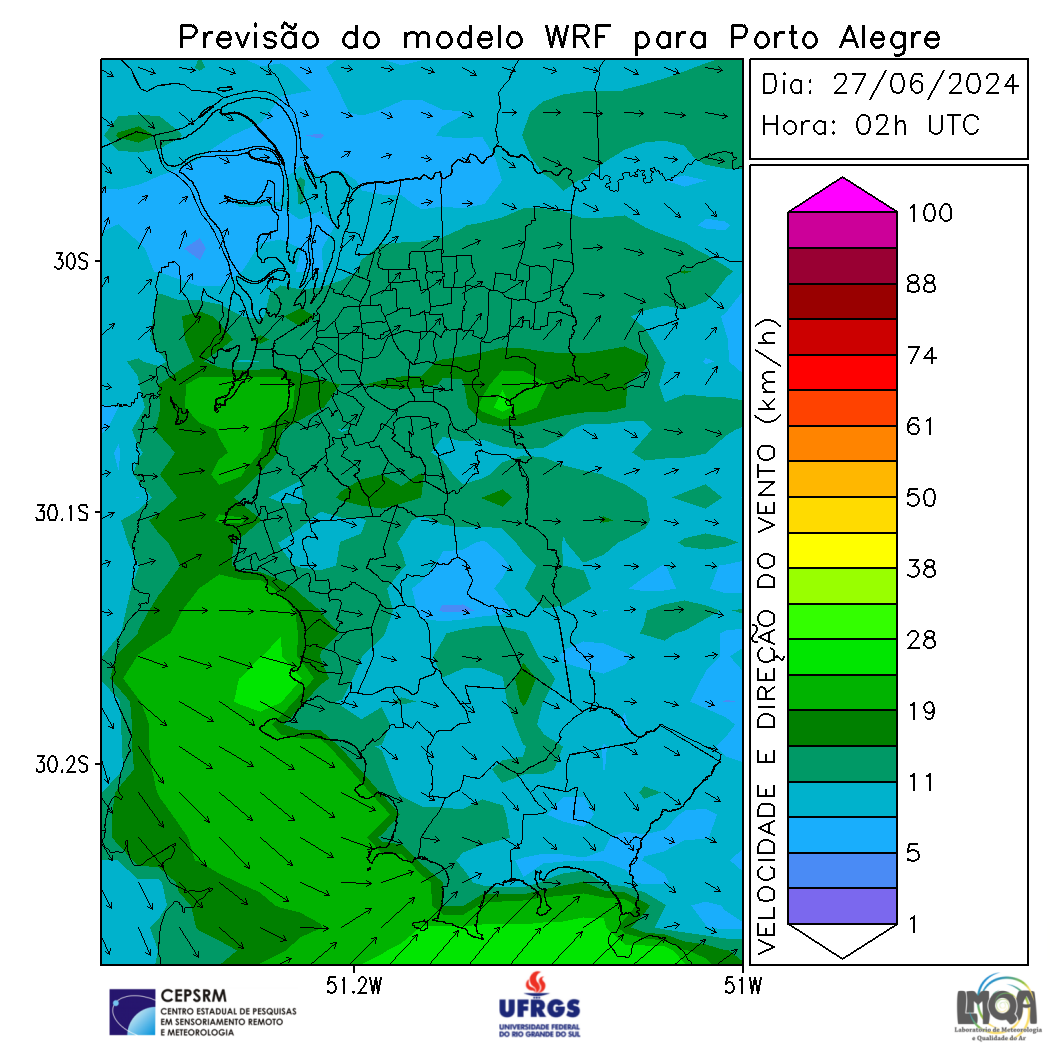 Previsão do modelo WRF para Porto Alegre
Dia: 27/06/2024
Hora: 02h UTC
30S
30.1S
30.2S
51.2W
51W
VELOCIDADE E DIREÇÃO DO VENTO (km/h)
100
88
74
61
50
38
28
19
11
5
1
CEPSRM
CENTRO ESTADUAL DE PESQUISAS
EM SENSORIAMENTO REMOTO
E METEOROLOGIA
UFRGS
UNIVERSIDADE FEDERAL
DO RIO GRANDE DO SUL
LMQA
Laboratório de Meteorologia
e Qualidade do Ar